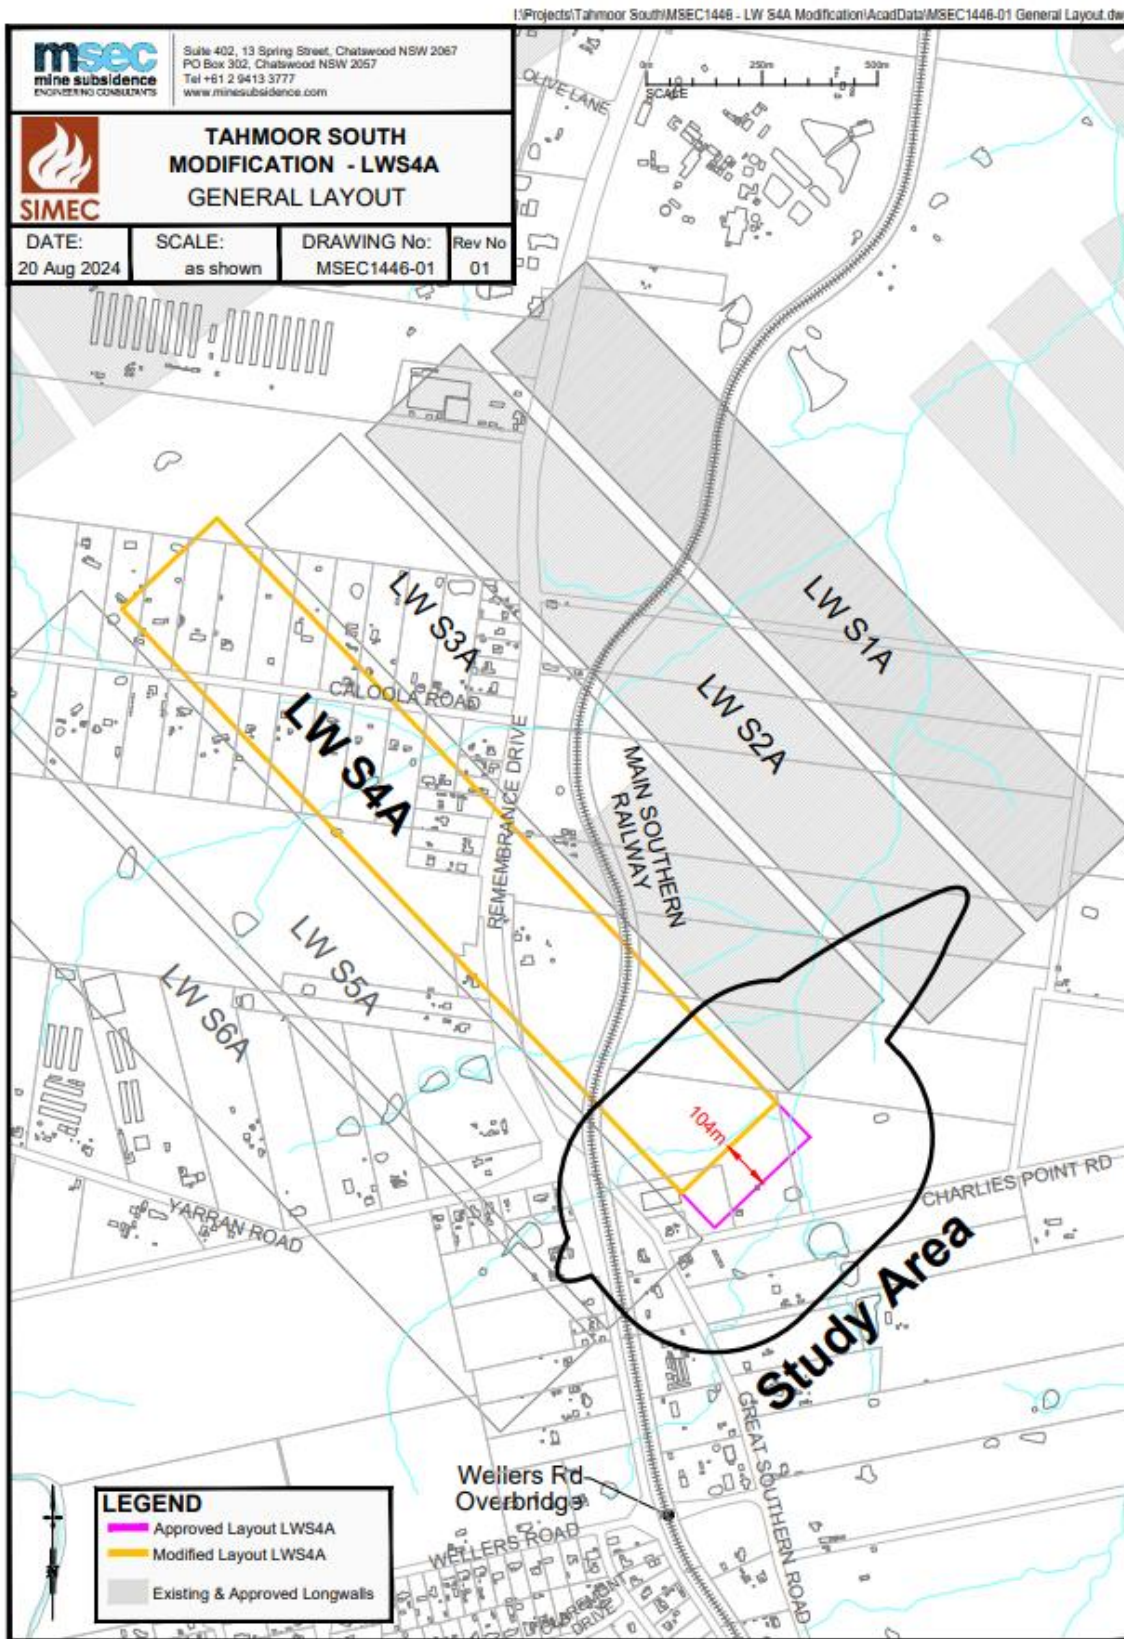 I:\Projects\Tahmoor South\MSEC1446 - LW S4A Modification\AcadData\MSEC1446-01 General Layout.dw
msec
mine subsidence
ENGINEERING CONSULTANTS
Suite 402, 13 Spring Street, Chatswood NSW 2067
PO Box 302, Chatswood NSW 2057
Tel +61 2 9413 3777
www.minesubsidence.com
SIMEC
TAHMOOR SOUTH
MODIFICATION - LWS4A
GENERAL LAYOUT
DATE:
20 Aug 2024
SCALE:
as shown
DRAWING No:
MSEC1446-01
Rev No
01
0m 250m 500m
SCALE
OLIVE LANE
LW S1A
LW S2A
LW S3A
CALOOLA ROAD
LW S4A
REMEMBRANCE DRIVE
MAIN SOUTHERN
RAILWAY
LW S5A
LW S6A
104m
YARRAN ROAD
CHARLIES POINT RD
Study Area
GREAT SOUTHERN ROAD
Wellers Rd
Overbridge
WELLERS ROAD
DRIVE
N
LEGEND
Approved Layout LWS4A
Modified Layout LWS4A
Existing & Approved Longwalls